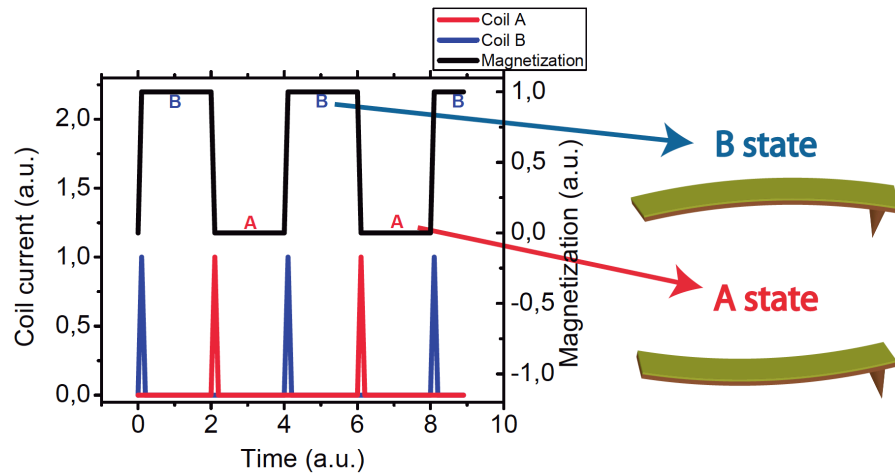 Coil A
Coil B
Magnetization
2,0
1,5
1,0
0,5
0,0
Coil current (a.u.)
0
2
4
6
8
10
Time (a.u.)
1,0
0,5
0,0
-0,5
-1,0
Magnetization (a.u.)
B
B
B
A
A
B state
A state